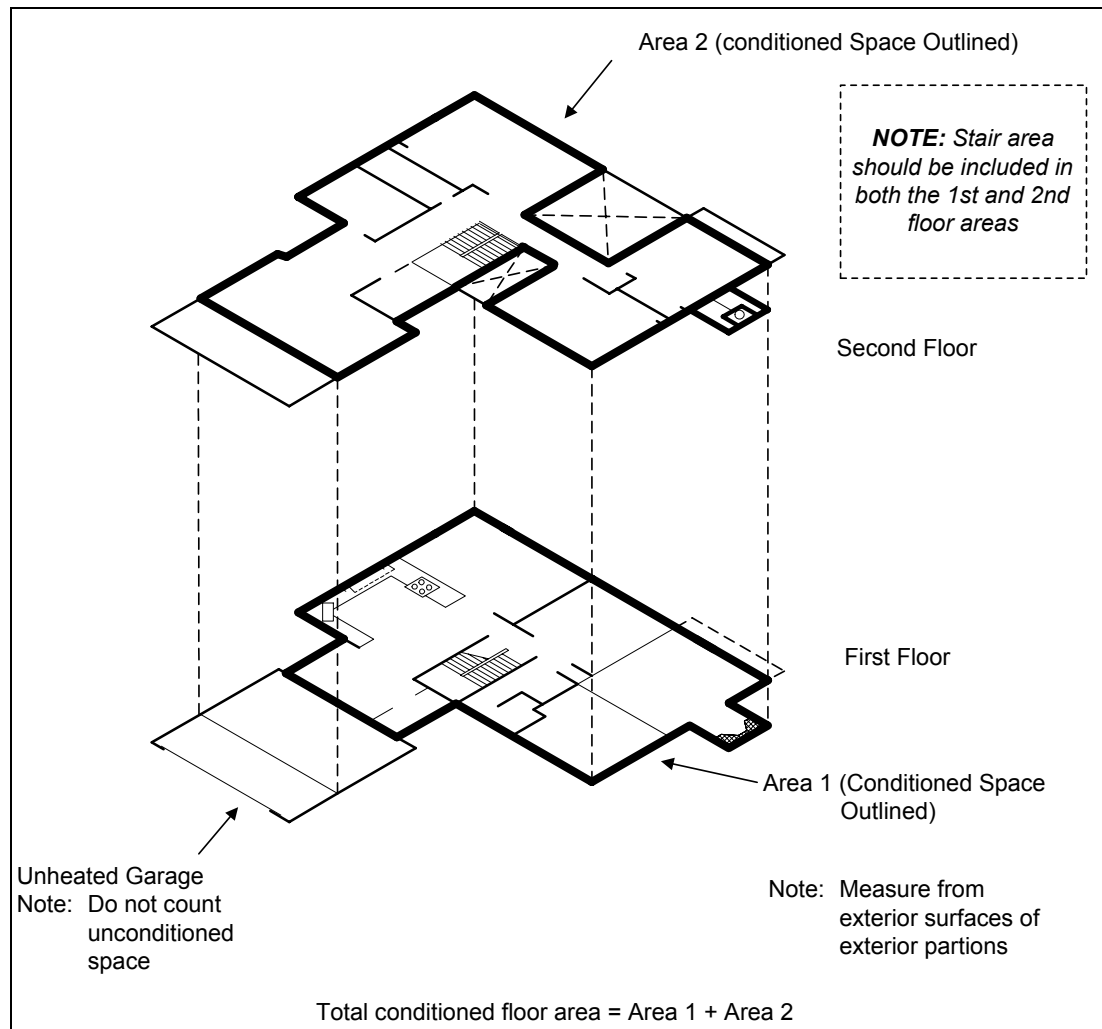 Area 2 (conditioned Space Outlined)
NOTE: Stair area
should be included in
both the 1st and 2nd
floor areas
Second Floor
First Floor
Area 1 (Conditioned Space
Outlined)
Unheated Garage
Note: Do not count
unconditioned
space
Note: Measure from
exterior surfaces of
exterior partions
Total conditioned floor area = Area 1 + Area 2